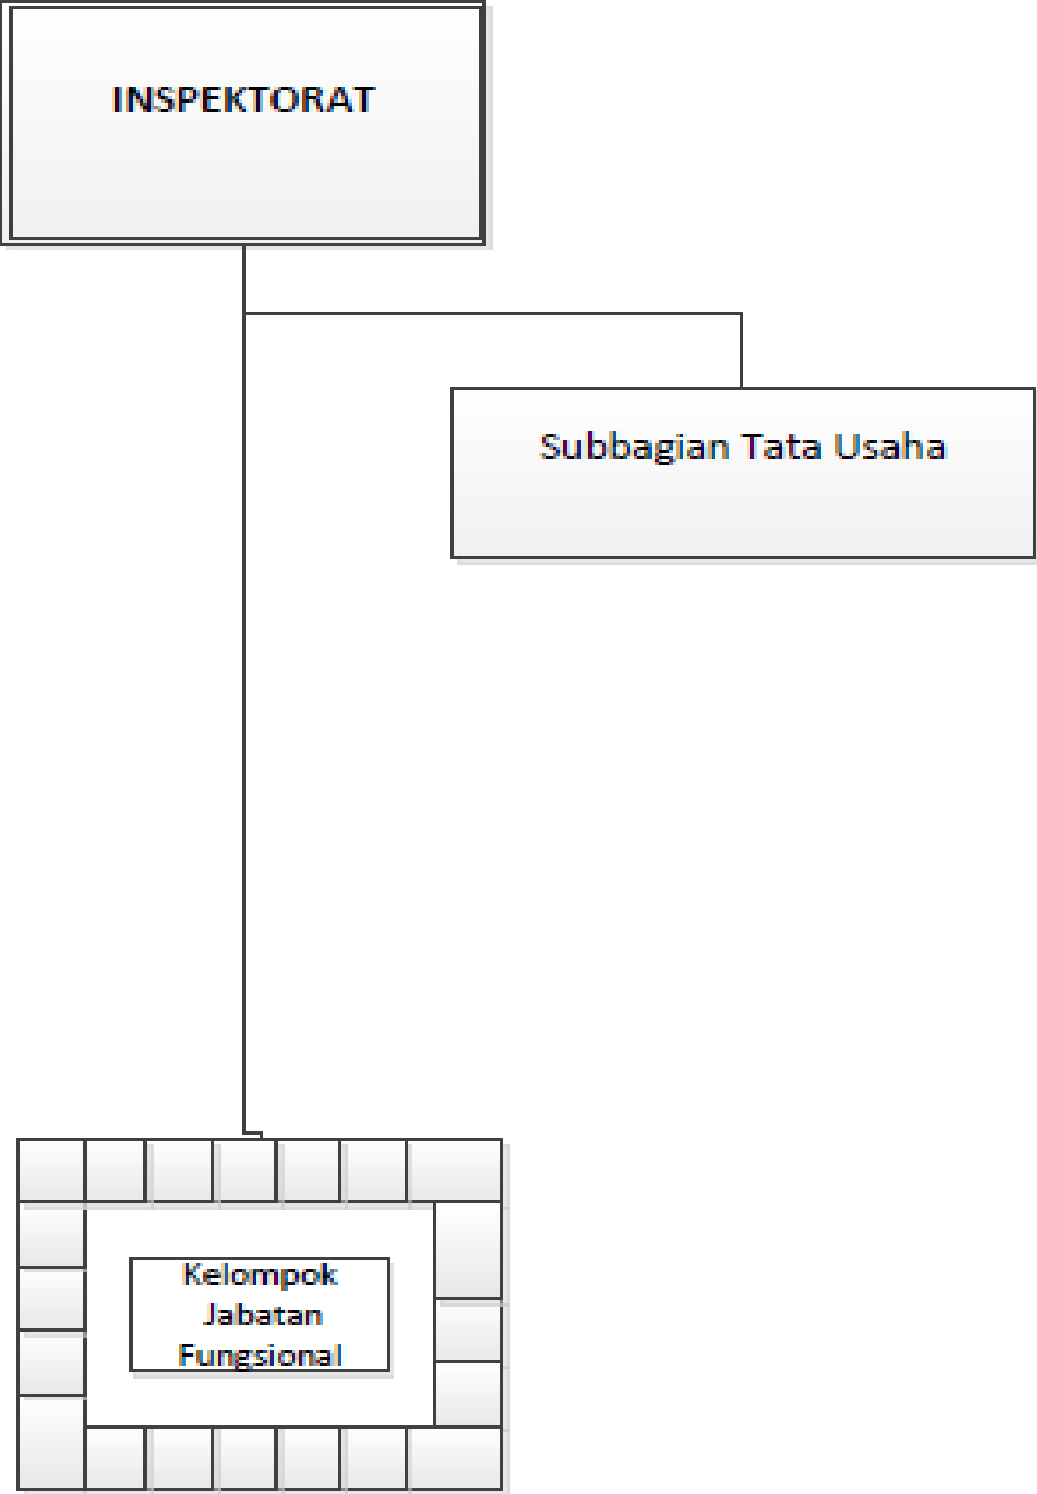 INSPEKTORAT
Subbagian Tata Usaha
Kelompok
Jabatan
Fungsional